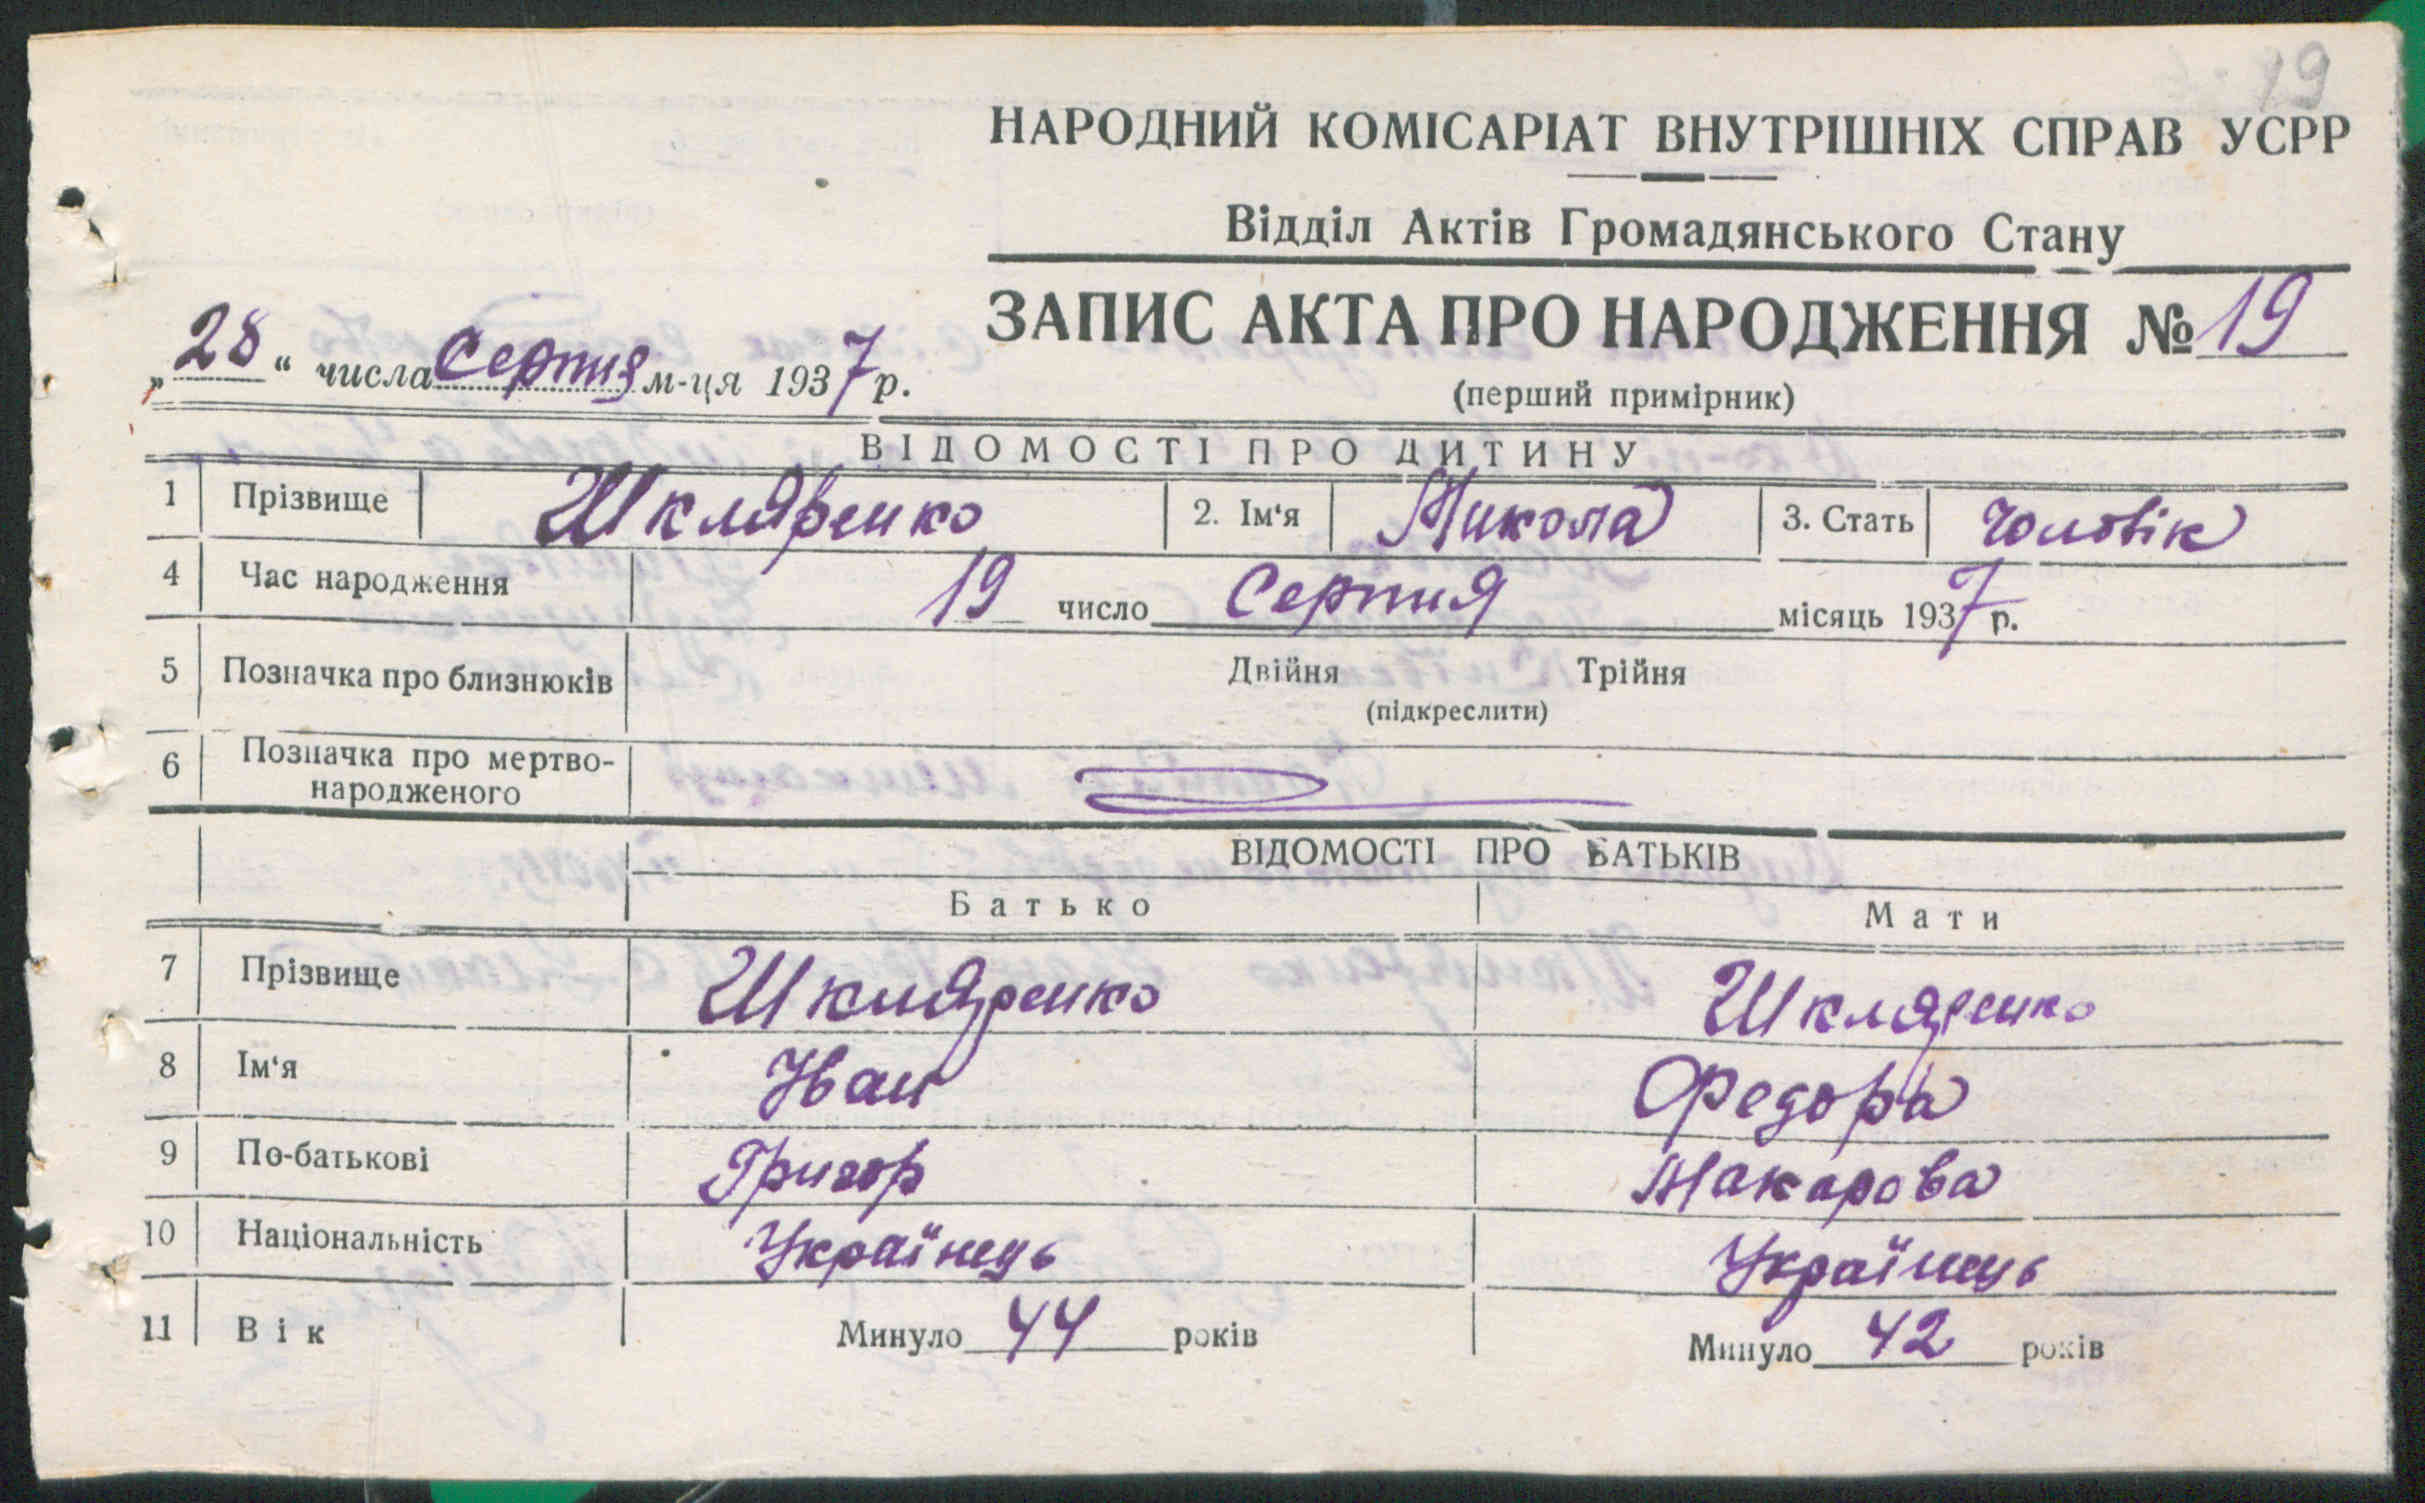 19
НАРОДНИЙ КОМІСАРІАТ ВНУТРІШНІХ СПРАВ УСРР
Відділ Актів Громадянського Стану
ЗАПИС АКТА ПРО НАРОДЖЕННЯ № 19
„28“ числа Серпня м-ця 1937 р.
(перший примірник)
ВІДОМОСТІ ПРО ДИТИНУ
1 Прізвище Шкляренко 2. Ім‘я Микола 3. Стать чоловік
4 Час народження 19 число Серпня місяць 1937 р.
5 Позначка про близнюків Двійня Трійня
(підкреслити)
6 Позначка про мертво-
народженого
ВІДОМОСТІ ПРО БАТЬКІВ
Батько Мати
7 Прізвище Шкляренко Шкляренко
8 Ім‘я Іван Федора
9 По-батькові Григор Макарова
10 Національність Українець Українець
11 Вік Минуло 44 років Минуло 42 років